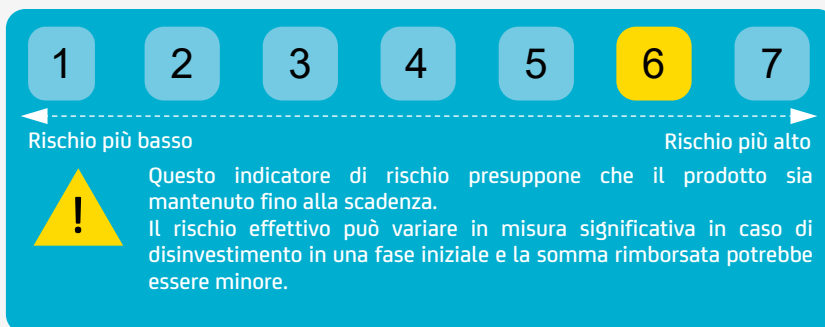 1 2 3 4 5 6 7
Rischio più basso Rischio più alto
Questo indicatore di rischio presuppone che il prodotto sia
mantenuto fino alla scadenza.
!
Il rischio effettivo può variare in misura significativa in caso di
disinvestimento in una fase iniziale e la somma rimborsata potrebbe
essere minore.